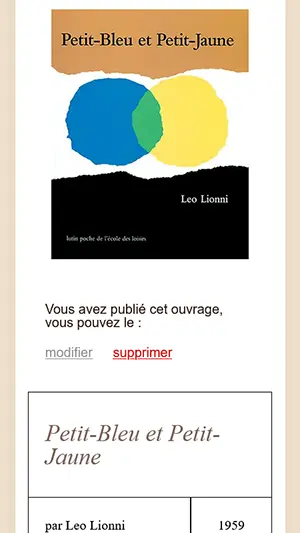 Petit-Bleu et Petit-Jaune
Leo Lionni
lutin poche de l'école des loisirs
Vous avez publié cet ouvrage,
vous pouvez le :
modifier supprimer
Petit-Bleu et Petit-
Jaune
par Leo Lionni 1959